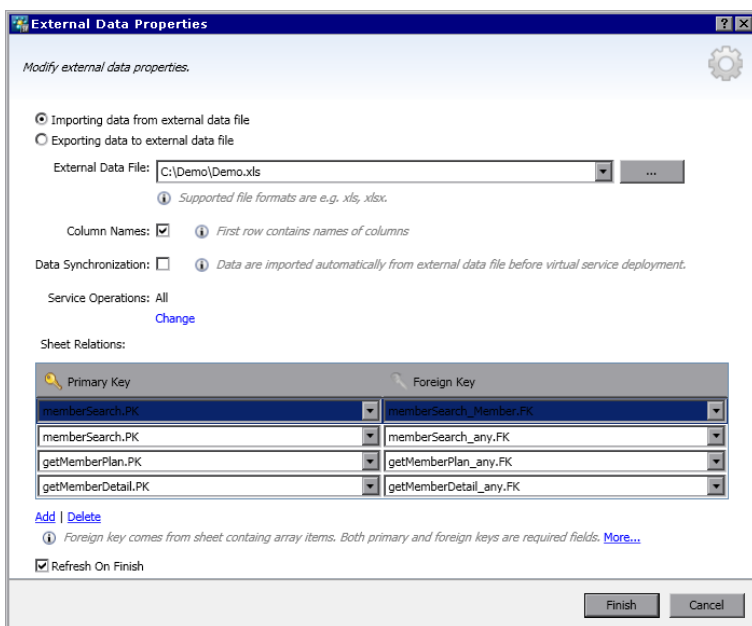 External Data Properties
Modify external data properties.
Importing data from external data file
Exporting data to external data file
External Data File: C:\Demo\Demo.xls ...
Supported file formats are e.g. xls, xlsx.
Column Names: First row contains names of columns
Data Synchronization: Data are imported automatically from external data file before virtual service deployment.
Service Operations: All
Change
Sheet Relations:
Primary Key Foreign Key
memberSearch.PK memberSearch_Member.FK
memberSearch.PK memberSearch_any.FK
getMemberPlan.PK getMemberPlan_any.FK
getMemberDetail.PK getMemberDetail_any.FK
Add | Delete
Foreign key comes from sheet containg array items. Both primary and foreign keys are required fields. More...
Refresh On Finish
Finish Cancel